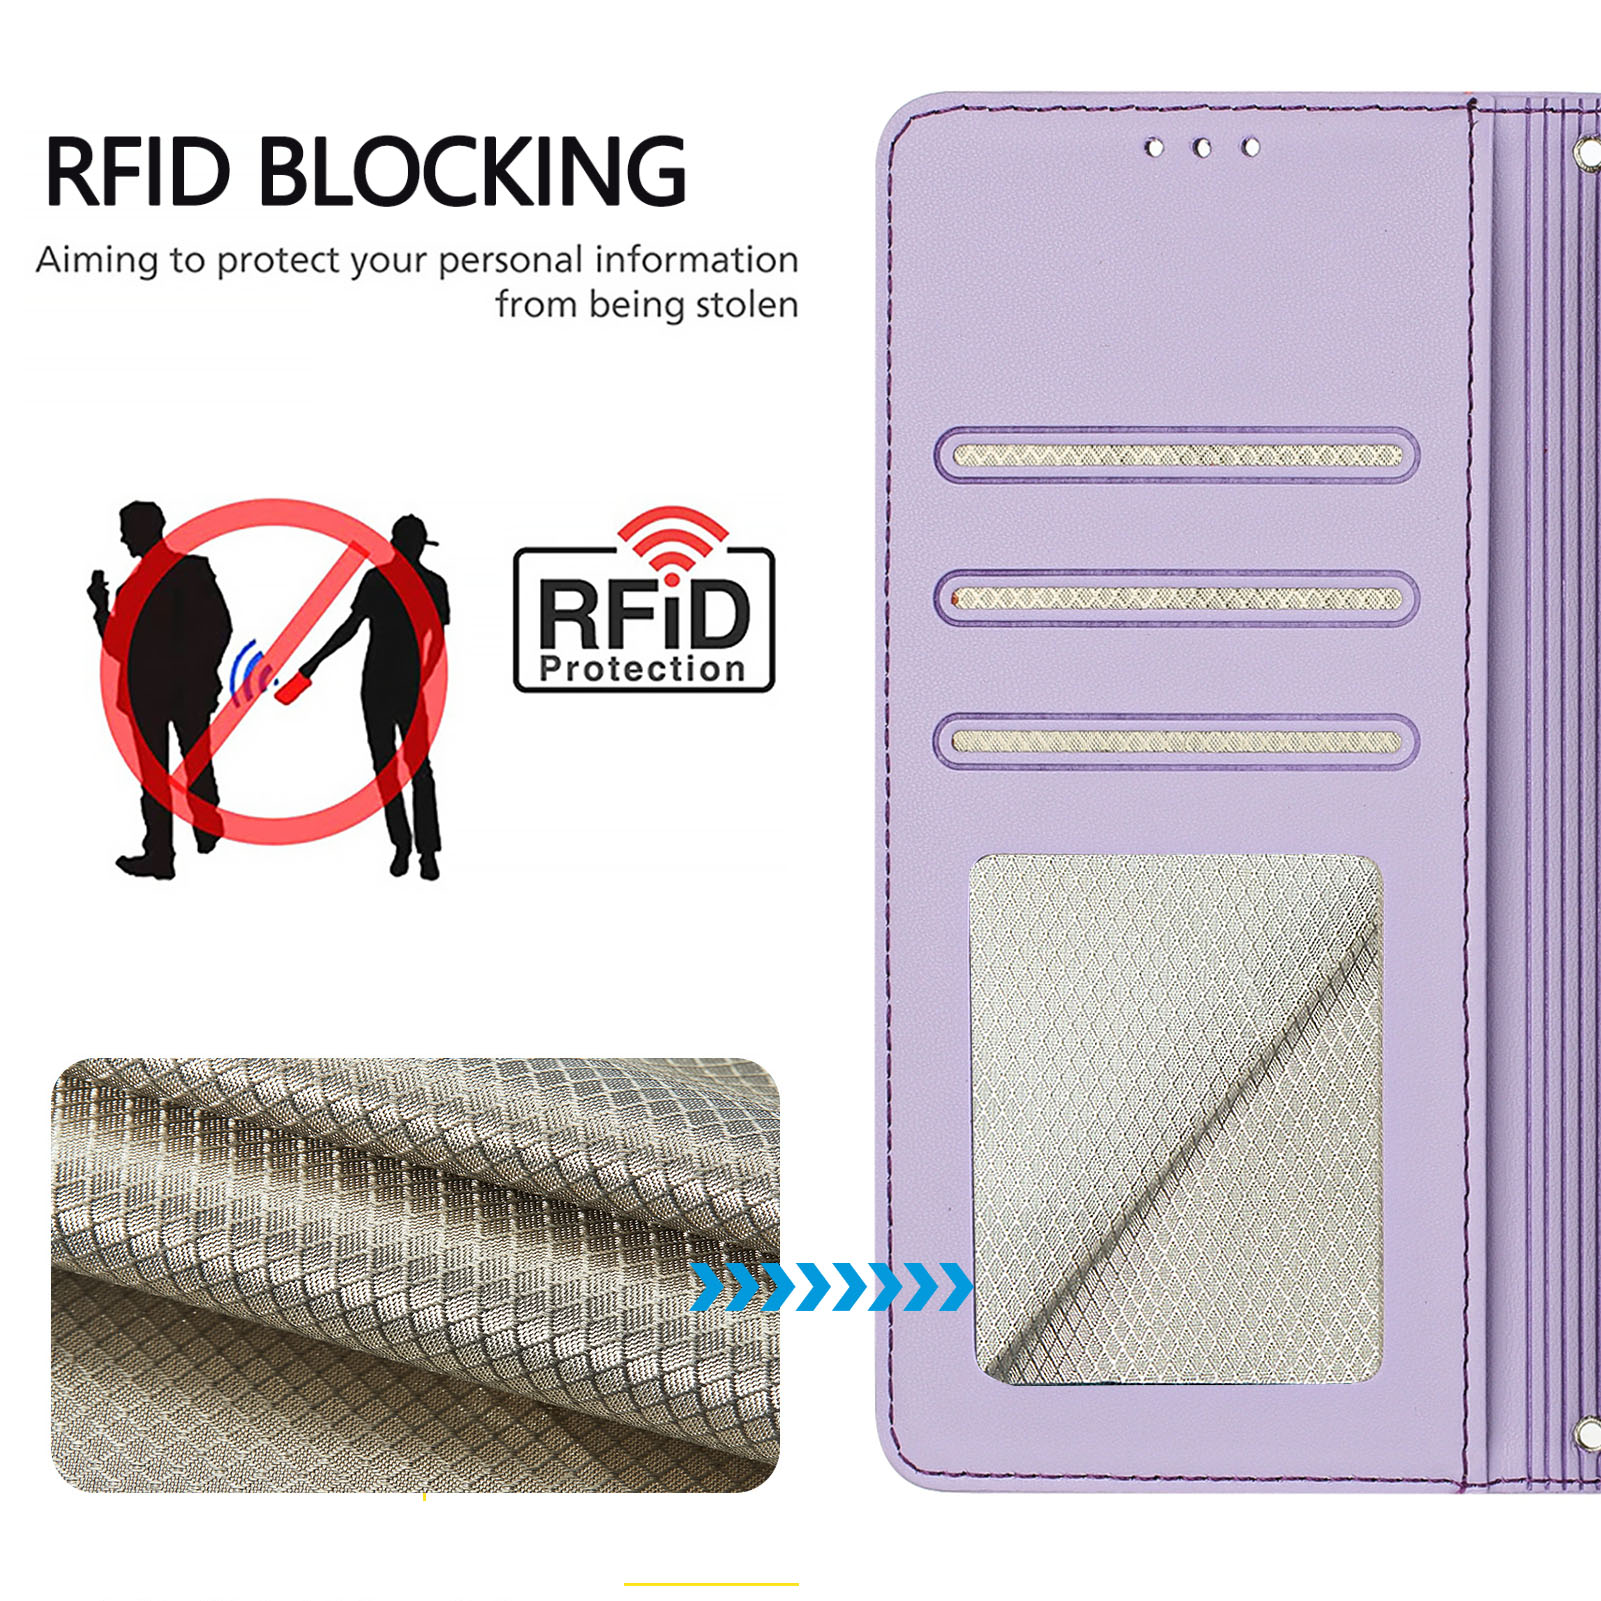 RFID BLOCKING
Aiming to protect your personal information
from being stolen
RFiD
Protection